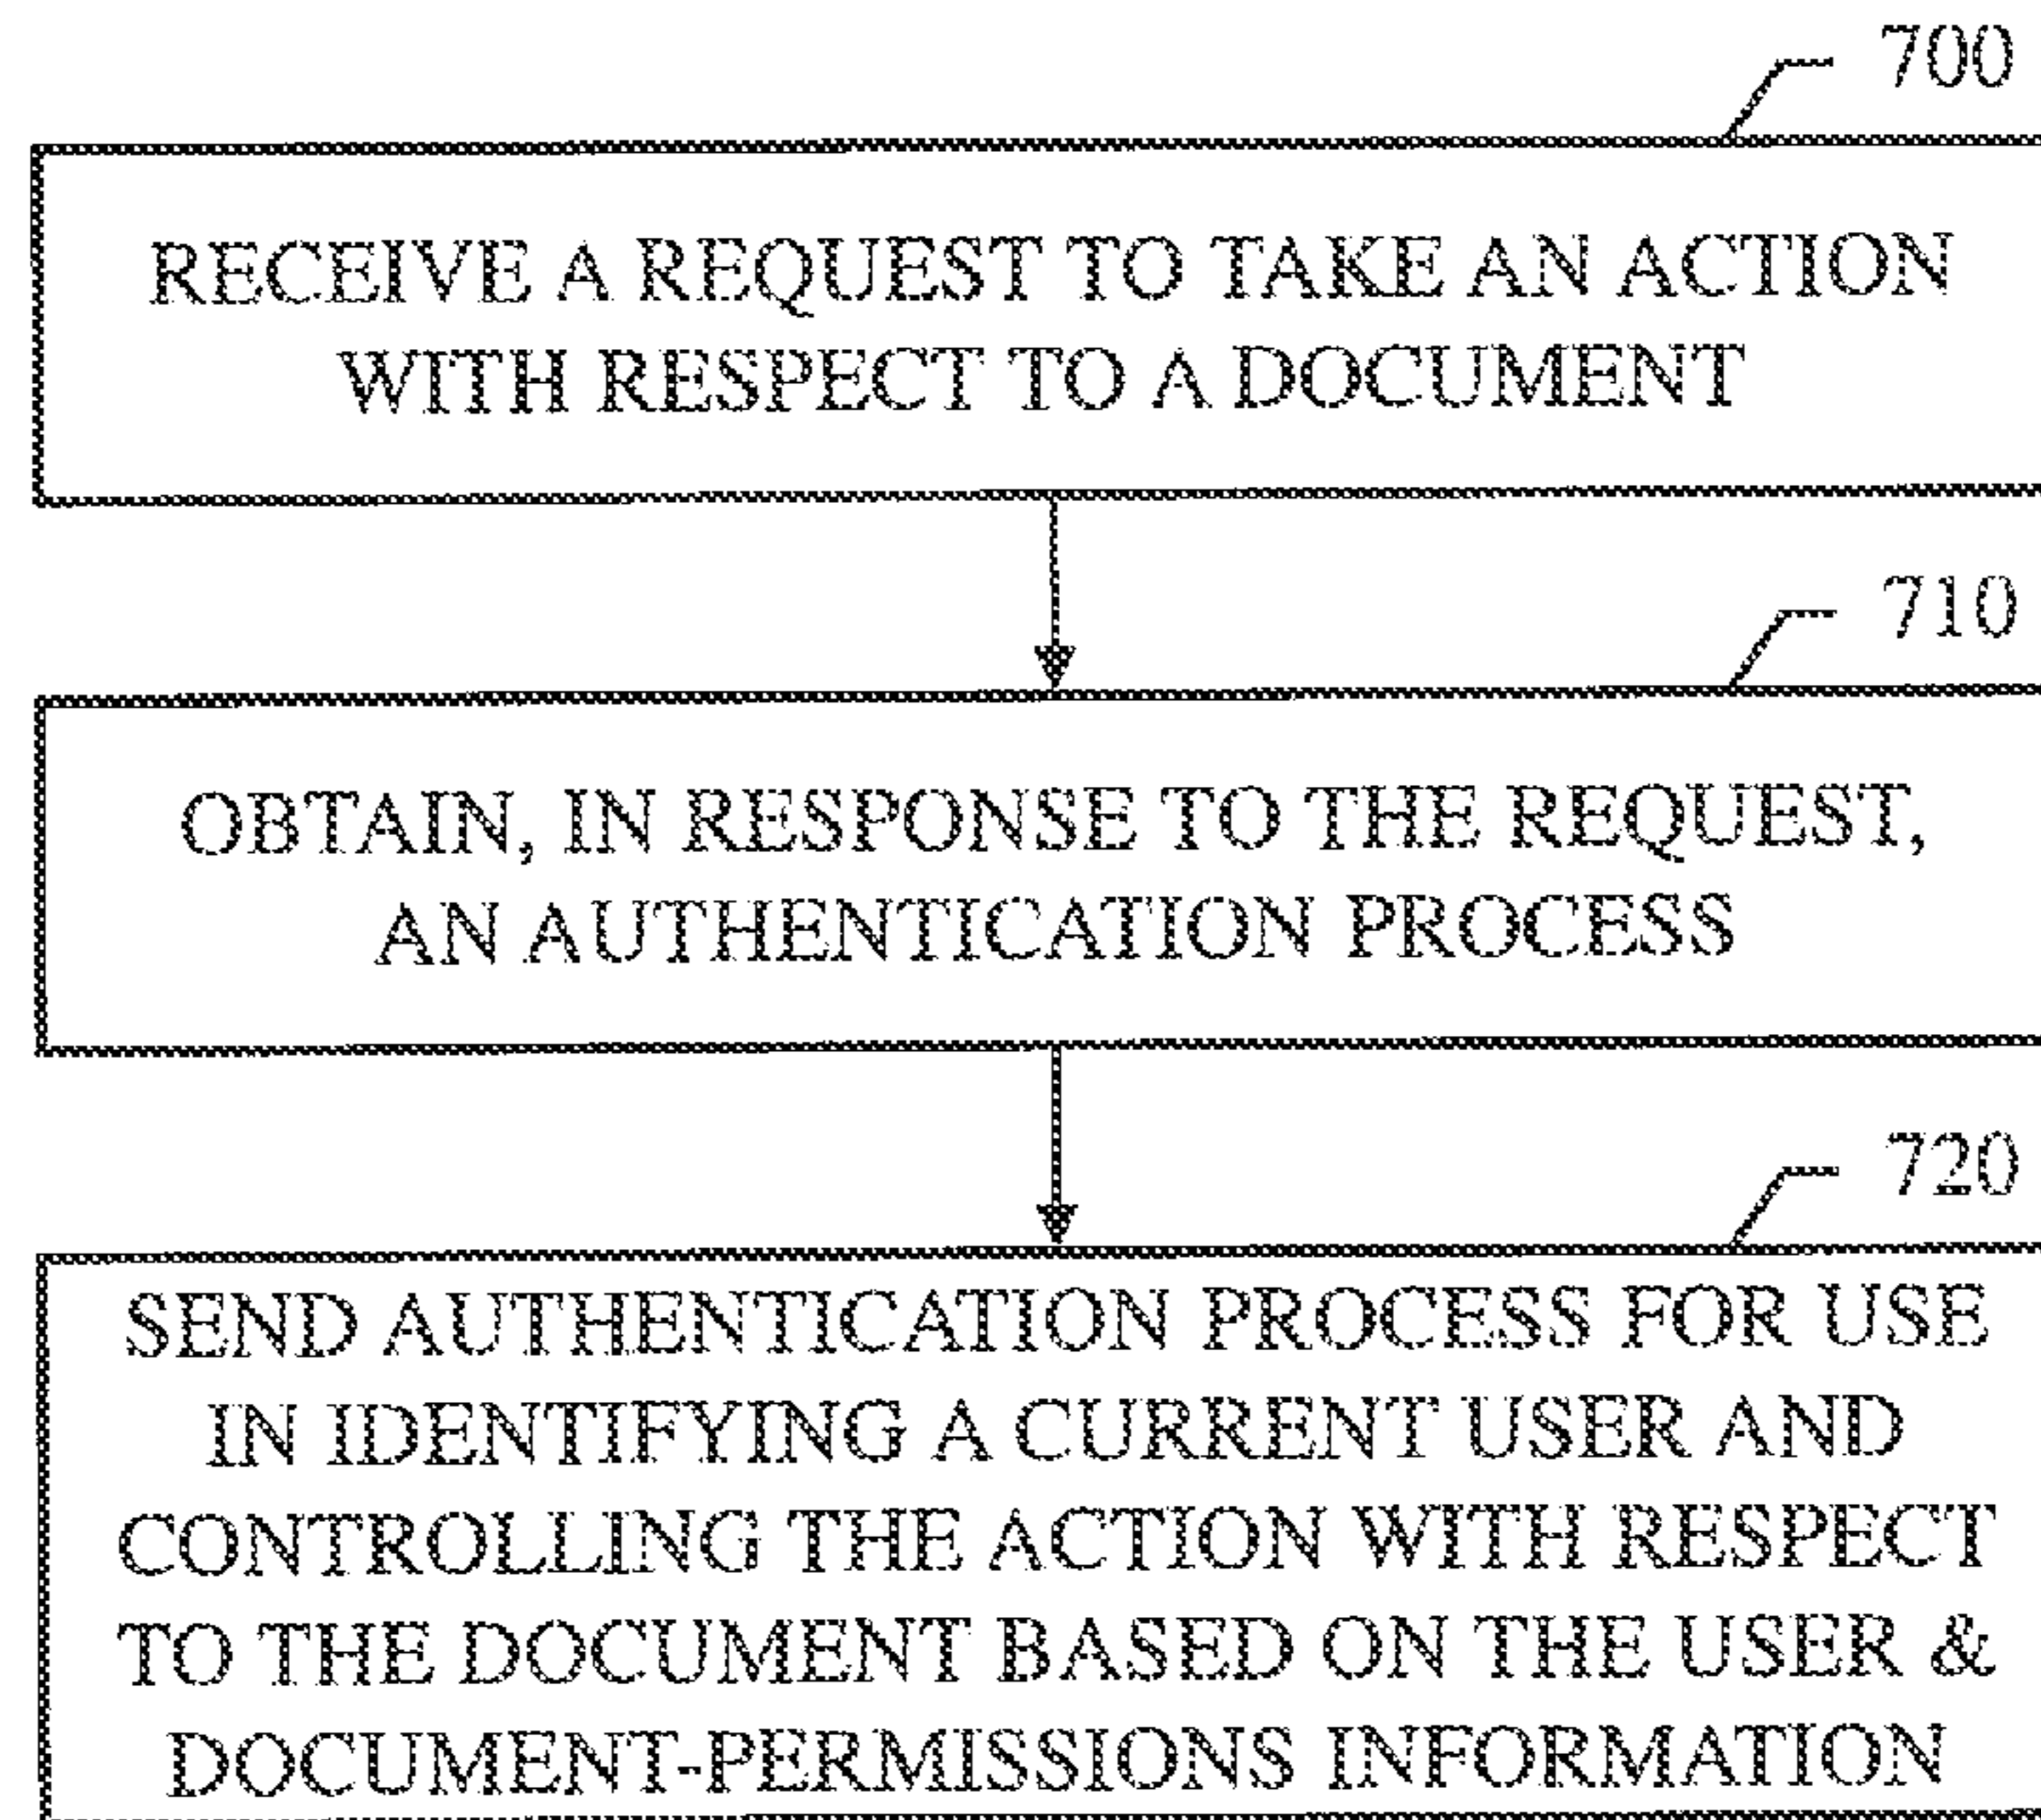 700
RECEIVE A REQUEST TO TAKE AN ACTION
WITH RESPECT TO A DOCUMENT
710
OBTAIN, IN RESPONSE TO THE REQUEST,
AN AUTHENTICATION PROCESS
720
SEND AUTHENTICATION PROCESS FOR USE
IN IDENTIFYING A CURRENT USER AND
CONTROLLING THE ACTION WITH RESPECT
TO THE DOCUMENT BASED ON THE USER &
DOCUMENT-PERMISSIONS INFORMATION